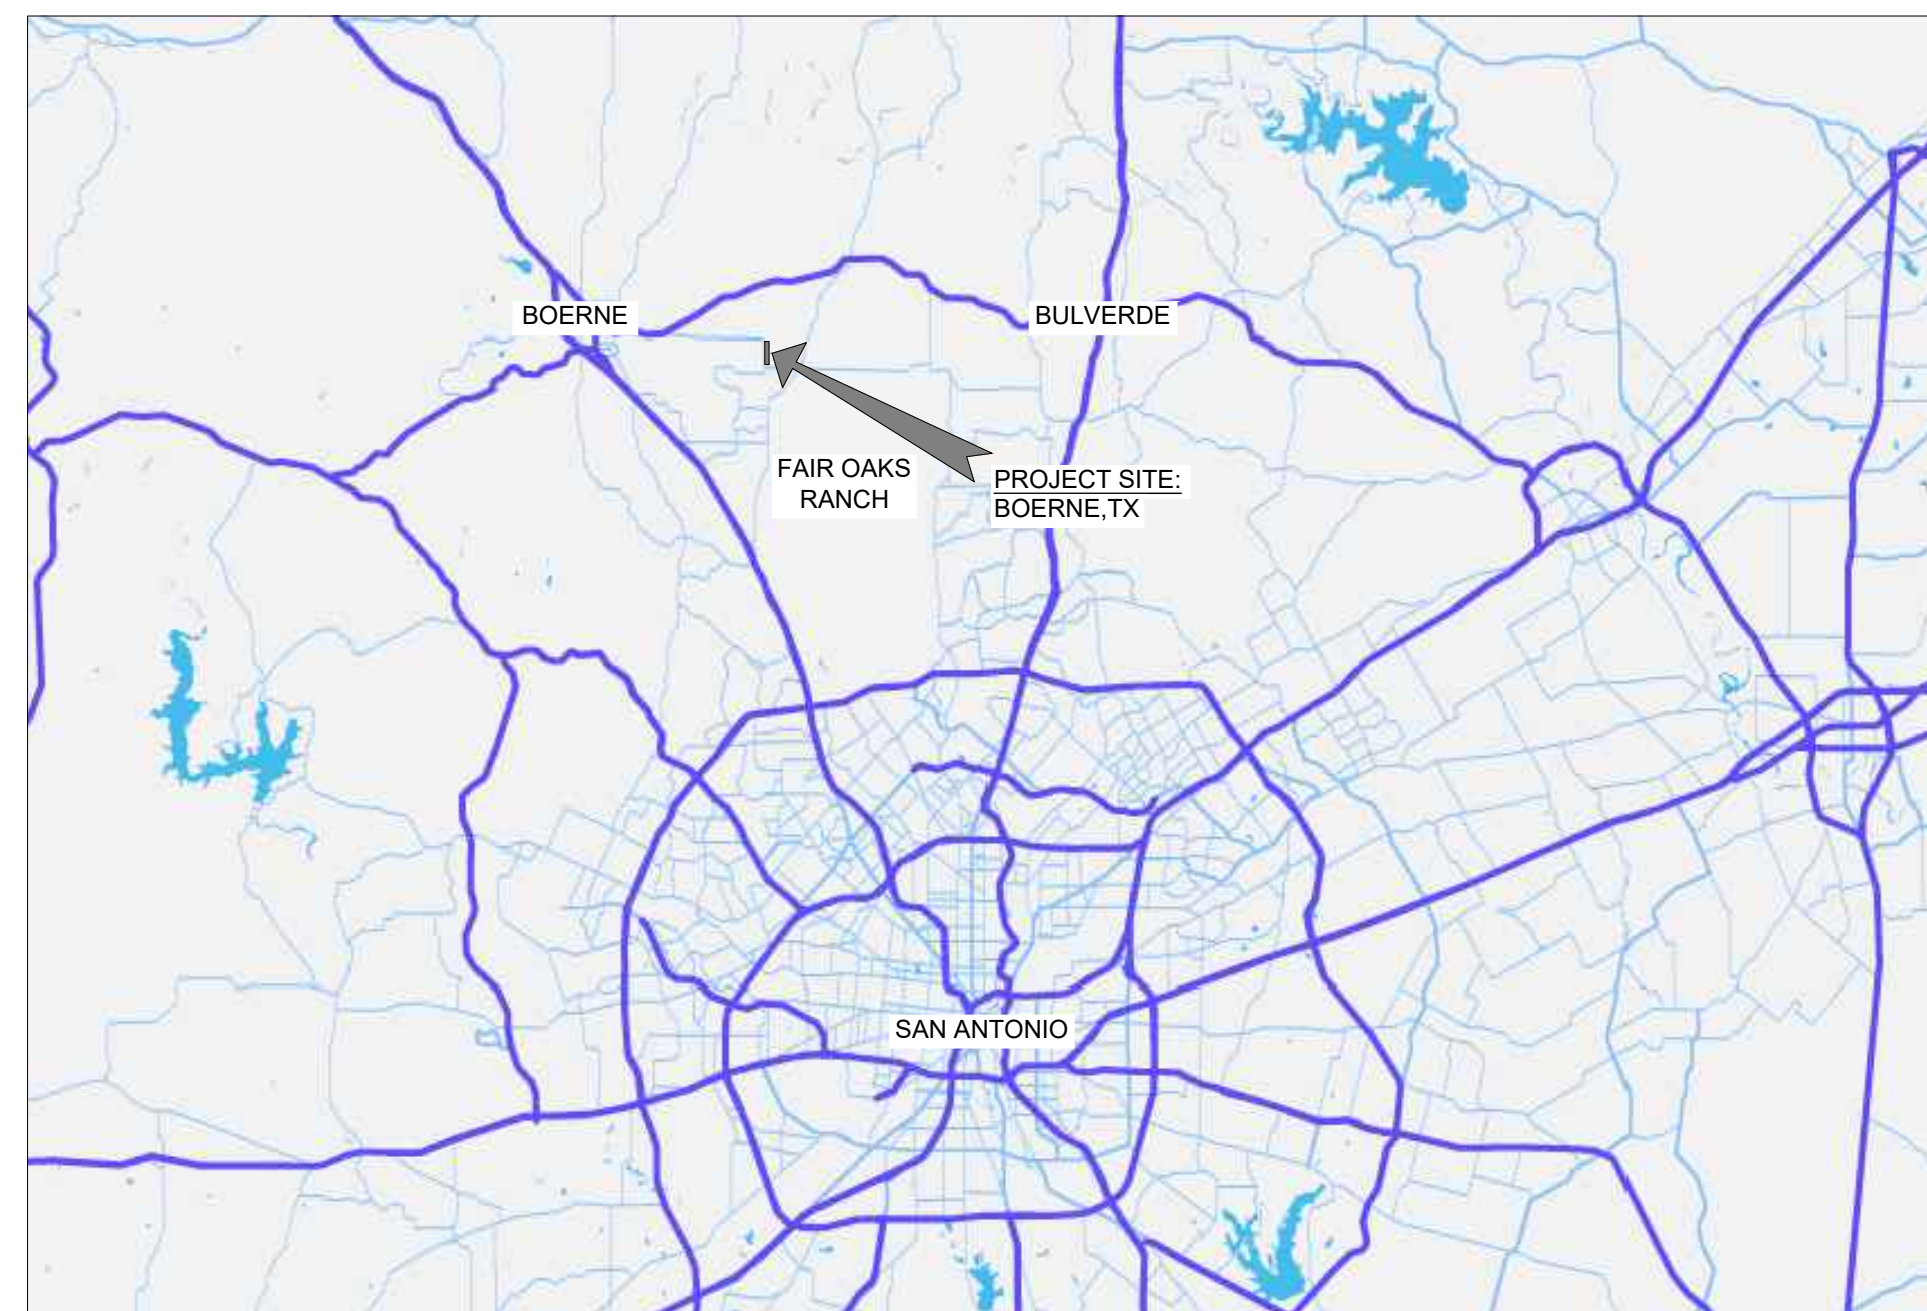 BOERNE
BULVERDE
FAIR OAKS
RANCH
PROJECT SITE:
BOERNE,TX
SAN ANTONIO